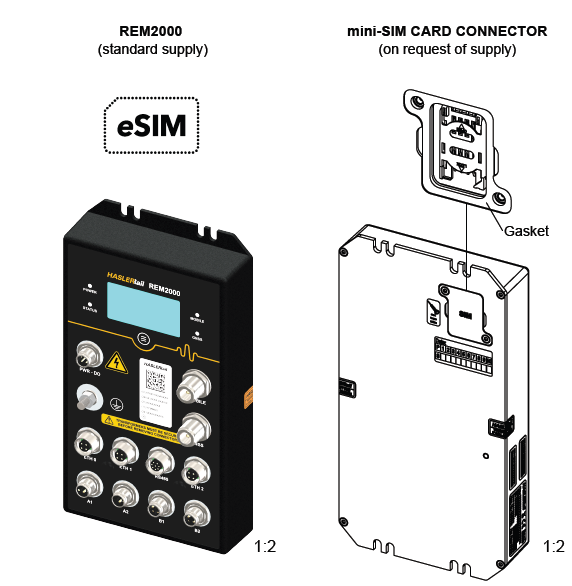 REM2000
(standard supply)
mini-SIM CARD CONNECTOR
(on request of supply)
eSIM
Gasket
HASLERRail REM2000
POWER
STATUS
MOBILE
GNSS
SIM
PWR - DO
HASLERRail
ETH 0
ETH 1
RS485
ETH 2
A1
A2
B1
B2
1:2
1:2